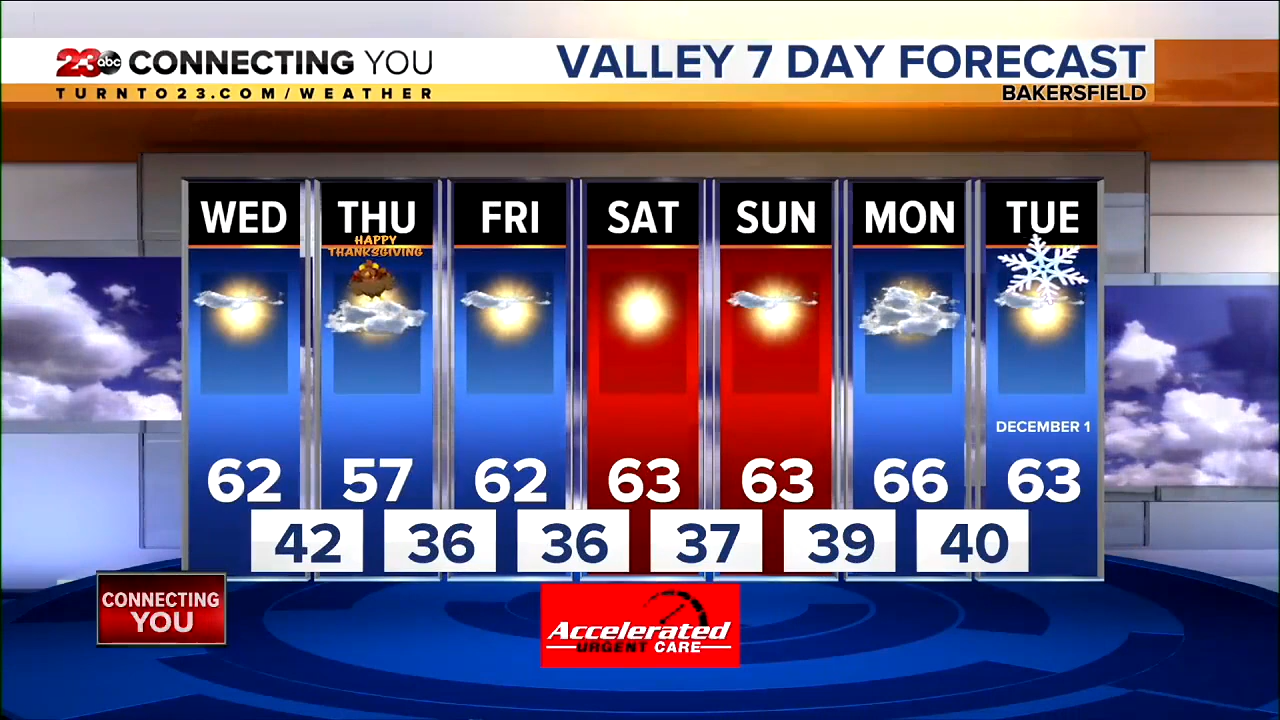 23 abc CONNECTING YOU
TURNTO23.COM/WEATHER
VALLEY 7 DAY FORECAST
BAKERSFIELD
WED THU FRI SAT SUN MON TUE
HAPPY
THANKSGIVING
DECEMBER 1
62 57 62 63 63 66 63
42 36 36 37 39 40
CONNECTING
YOU
Accelerated
URGENT CARE